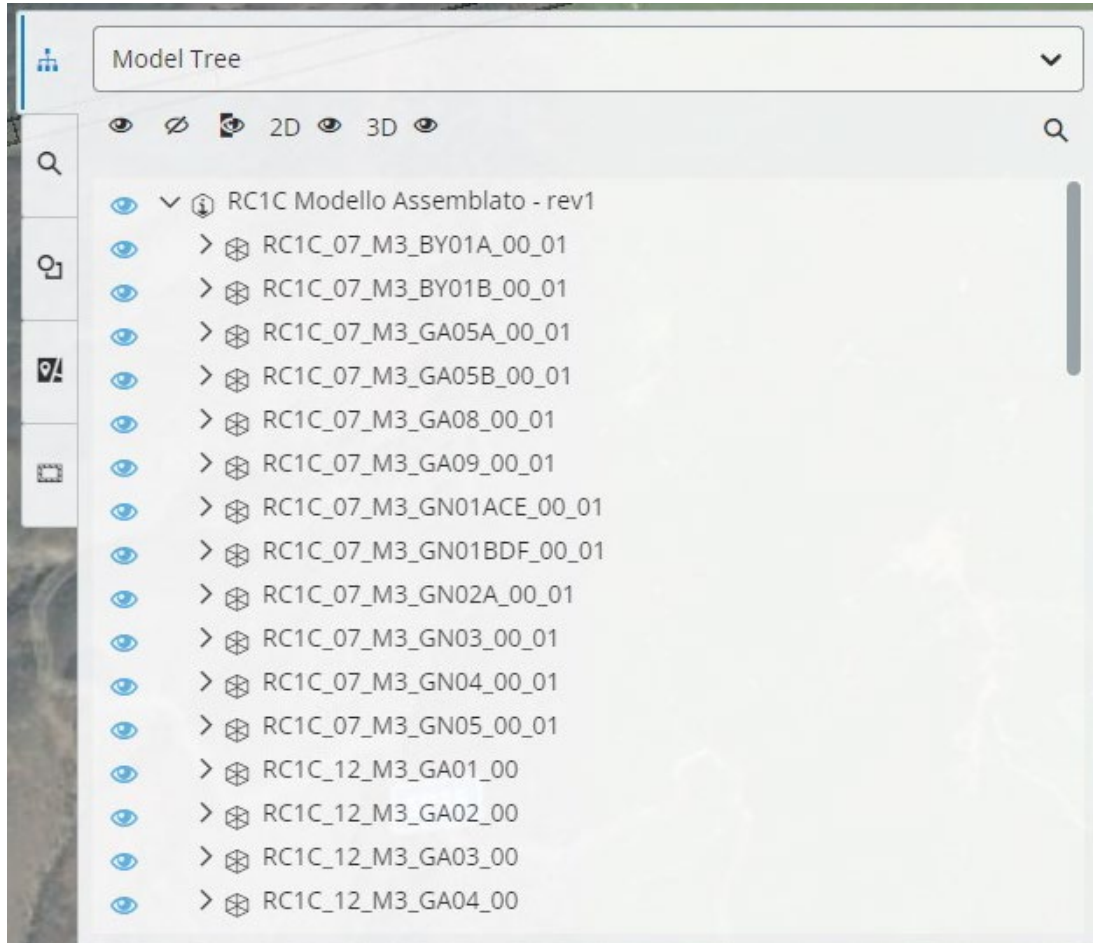 Model Tree
2D 3D
RC1C Modello Assemblato - rev1
RC1C_07_M3_BY01A_00_01
RC1C_07_M3_BY01B_00_01
RC1C_07_M3_GA05A_00_01
RC1C_07_M3_GA05B_00_01
RC1C_07_M3_GA08_00_01
RC1C_07_M3_GA09_00_01
RC1C_07_M3_GN01ACE_00_01
RC1C_07_M3_GN01BDF_00_01
RC1C_07_M3_GN02A_00_01
RC1C_07_M3_GN03_00_01
RC1C_07_M3_GN04_00_01
RC1C_07_M3_GN05_00_01
RC1C_12_M3_GA01_00
RC1C_12_M3_GA02_00
RC1C_12_M3_GA03_00
RC1C_12_M3_GA04_00